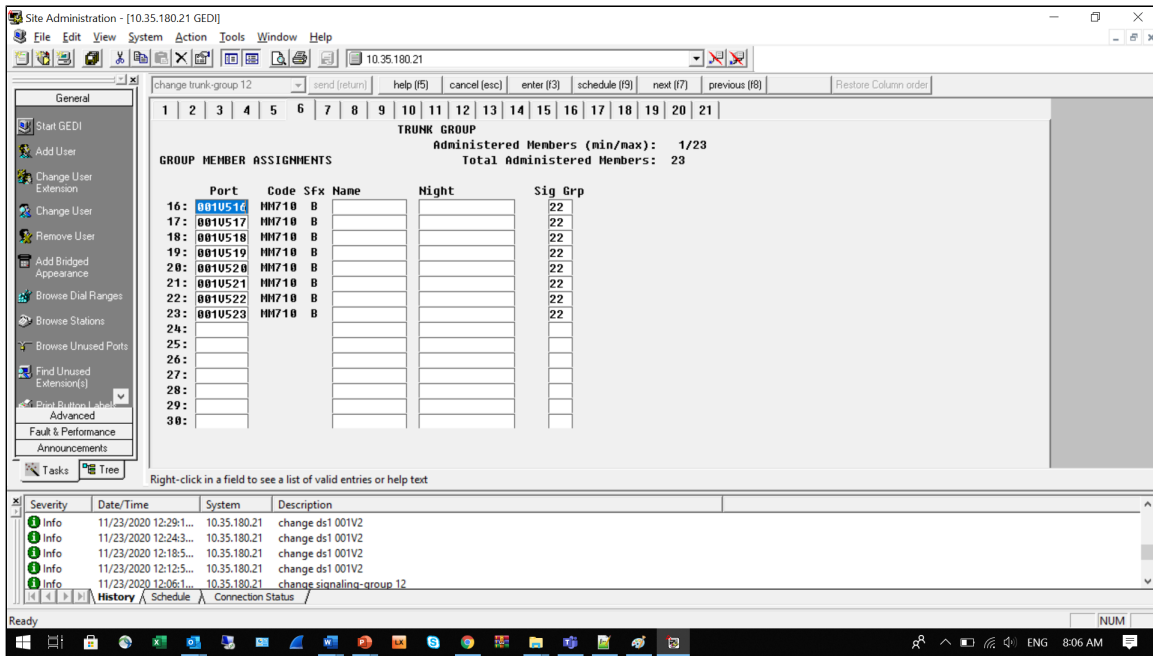 Site Administration - [10.35.180.21 GEDI]
File Edit View System Action Tools Window Help
10.35.180.21
change trunk-group 12 send (return) help (f5) cancel (esc) enter (f3) schedule (f9) next (f7) previous (f8) Restore Column order
General
Start GEDI
Add User
Change User
Extension
Change User
Remove User
Add Bridged
Appearance
Browse Dial Ranges
Browse Stations
Browse Unused Ports
Find Unused
Extension(s)
Print Button Labels
Advanced
Fault & Performance
Announcements
Tasks Tree
1 2 3 4 5 6 7 8 9 10 11 12 13 14 15 16 17 18 19 20 21
TRUNK GROUP
Administered Members (min/max): 1/23
GROUP MEMBER ASSIGNMENTS Total Administered Members: 23
Port Code Sfx Name Night Sig Grp
16: 001V516 MM710 B 22
17: 001V517 MM710 B 22
18: 001V518 MM710 B 22
19: 001V519 MM710 B 22
20: 001V520 MM710 B 22
21: 001V521 MM710 B 22
22: 001V522 MM710 B 22
23: 001V523 MM710 B 22
24:
25:
26:
27:
28:
29:
30:
Right-click in a field to see a list of valid entries or help text
Severity Date/Time System Description
Info 11/23/2020 12:29:1... 10.35.180.21 change ds1 001V2
Info 11/23/2020 12:24:3... 10.35.180.21 change ds1 001V2
Info 11/23/2020 12:18:5... 10.35.180.21 change ds1 001V2
Info 11/23/2020 12:12:5... 10.35.180.21 change ds1 001V2
Info 11/23/2020 12:06:1... 10.35.180.21 change signaling-group 12
History Schedule Connection Status
Ready NUM
ENG 8:06 AM